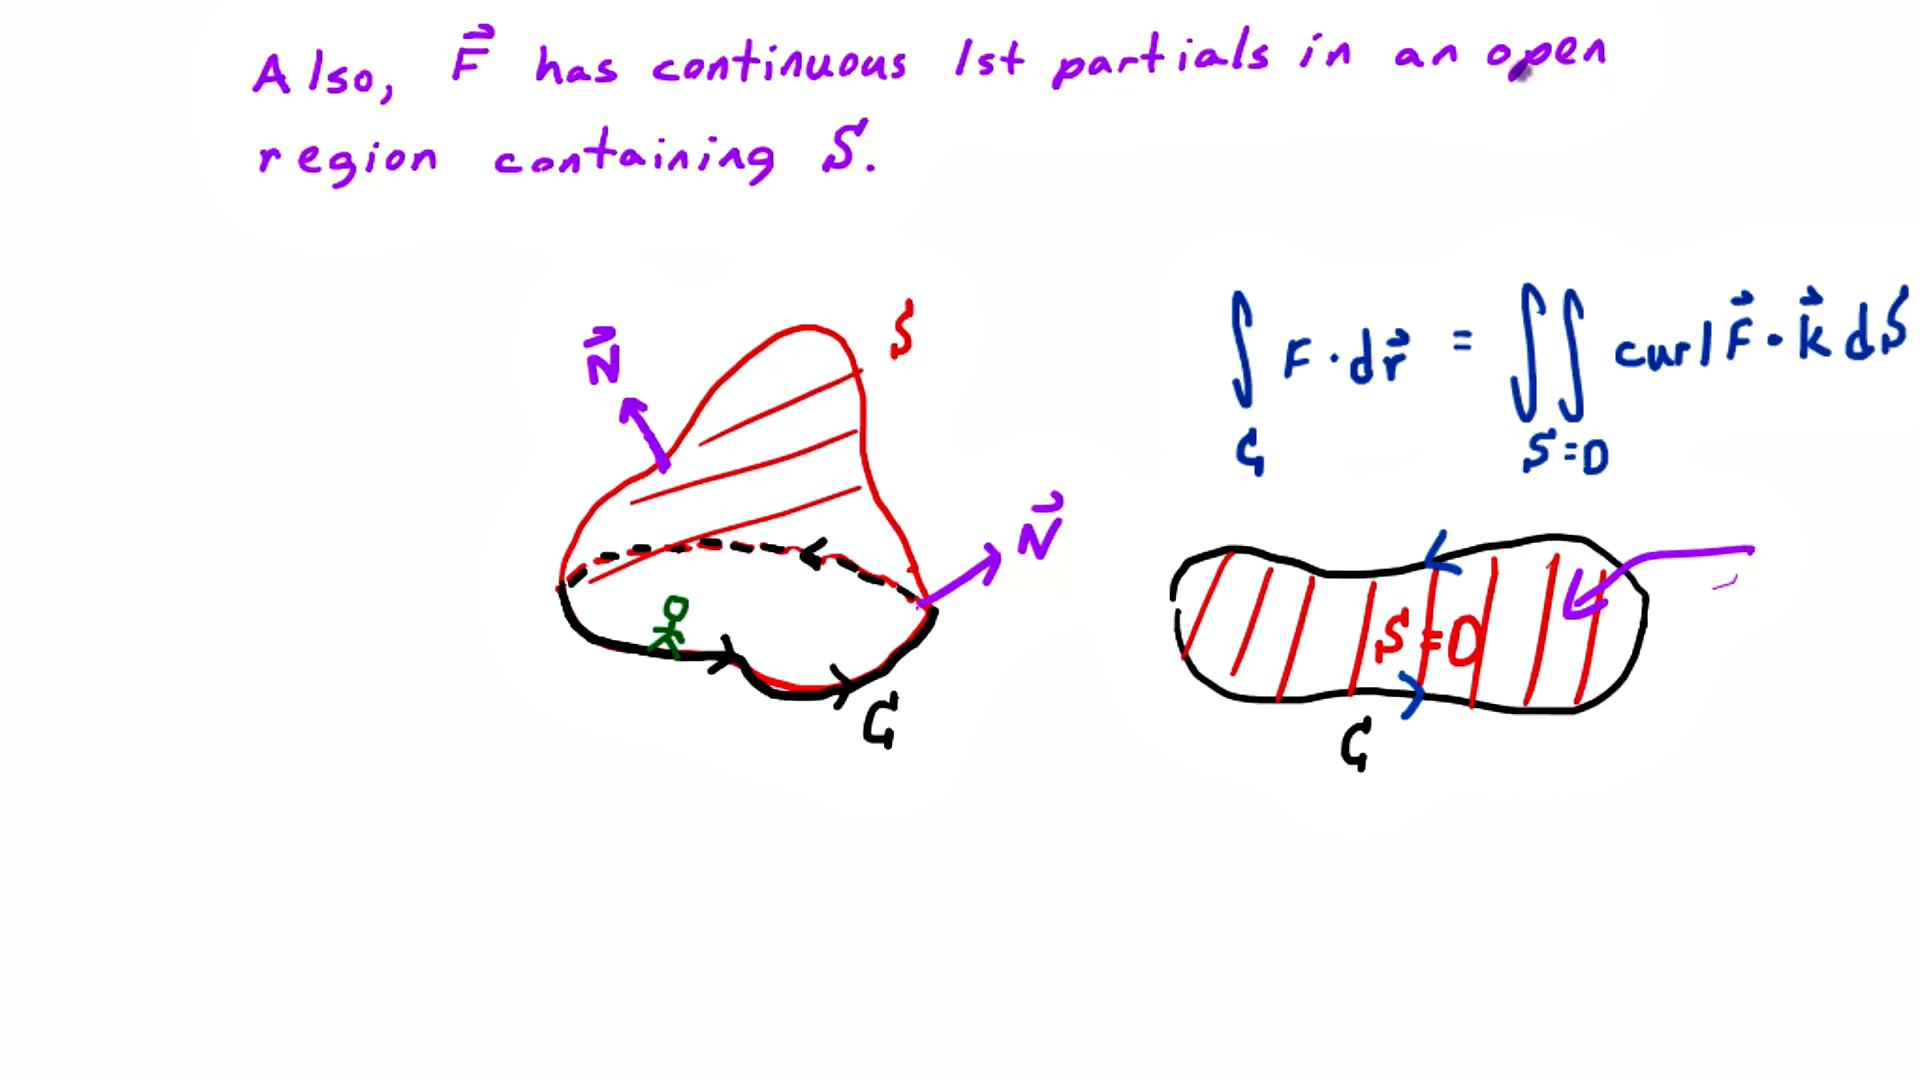 Also, F⃗ has continuous 1st partials in an open
region containing S.
S
N⃗
N⃗
C
∫ F · dr⃗ = ∬ curl F⃗ · k⃗ dS
C S=D
S=D
C